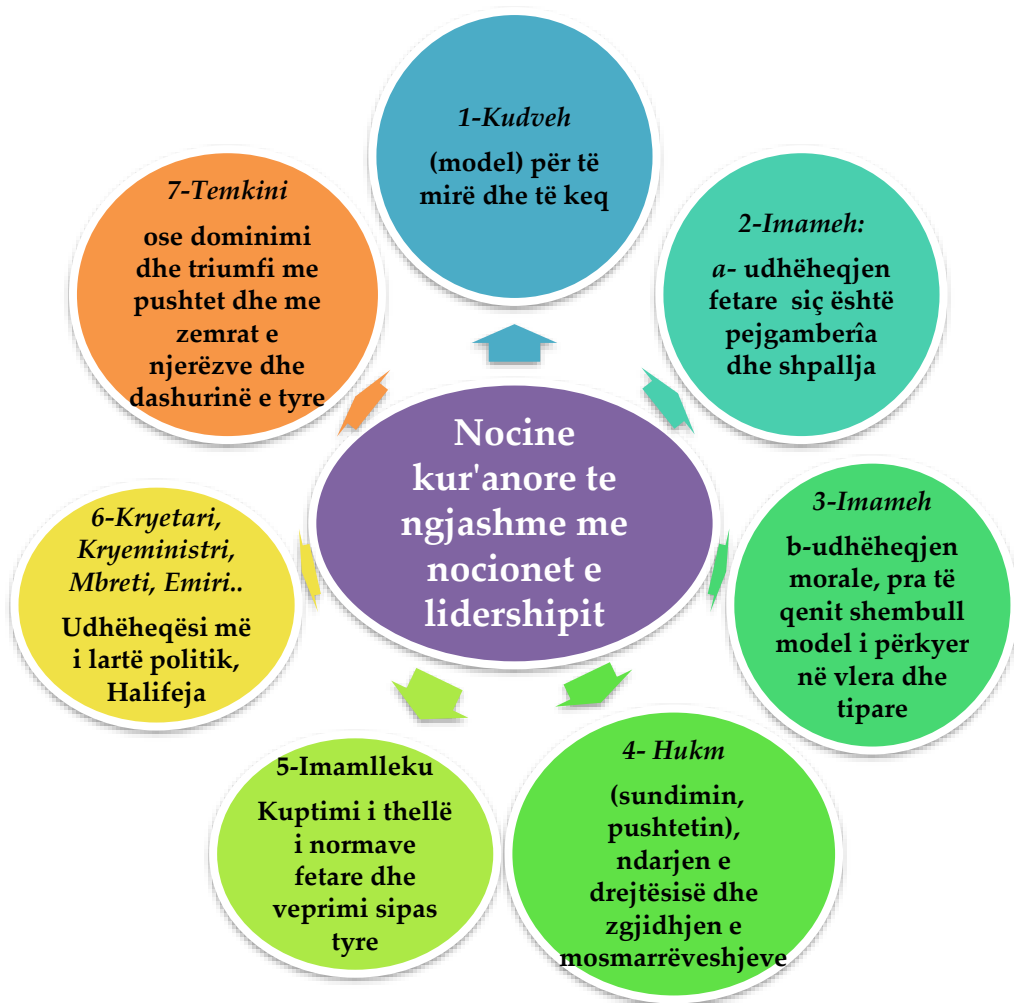 Nocine
kur'anore te
ngjashme me
nocionet e
lidershipit
1-Kudveh
(model) për të
mirë dhe të keq
2-Imameh:
a- udhëheqjen
fetare siç është
pejgamberîa
dhe shpallja
3-Imameh
b-udhëheqjen
morale, pra të
qenit shembull
model i përkyer
në vlera dhe
tipare
4- Hukm
(sundimin,
pushtetin),
ndarjen e
drejtësisë dhe
zgjidhjen e
mosmarrëveshjeve
5-Imamlleku
Kuptimi i thellë
i normave
fetare dhe
veprimi sipas
tyre
6-Kryetari,
Kryeministri,
Mbreti, Emiri..
Udhëheqësi më
i lartë politik,
Halifeja
7-Temkini
ose dominimi
dhe triumfi me
pushtet dhe me
zemrat e
njerëzve dhe
dashurinë e tyre